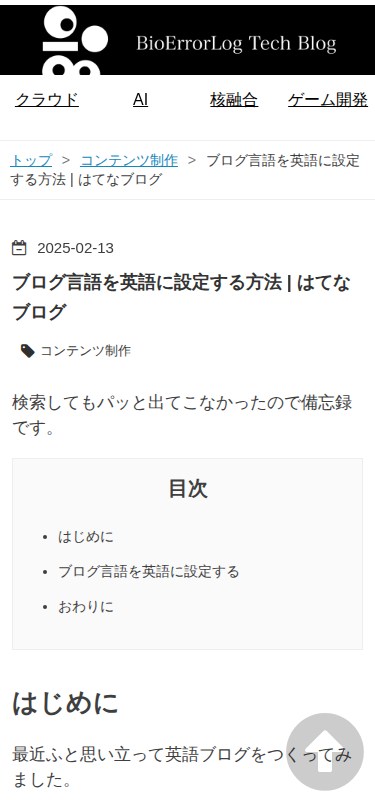 BioErrorLog Tech Blog
クラウド AI 核融合 ゲーム開発
トップ > コンテンツ制作 > ブログ言語を英語に設定
する方法 | はてなブログ
2025-02-13
ブログ言語を英語に設定する方法 | はてな
ブログ
コンテンツ制作
検索してもパッと出てこなかったので備忘録
です。
目次
• はじめに
• ブログ言語を英語に設定する
• おわりに
はじめに
最近ふと思い立って英語ブログをつくってみ
ました。